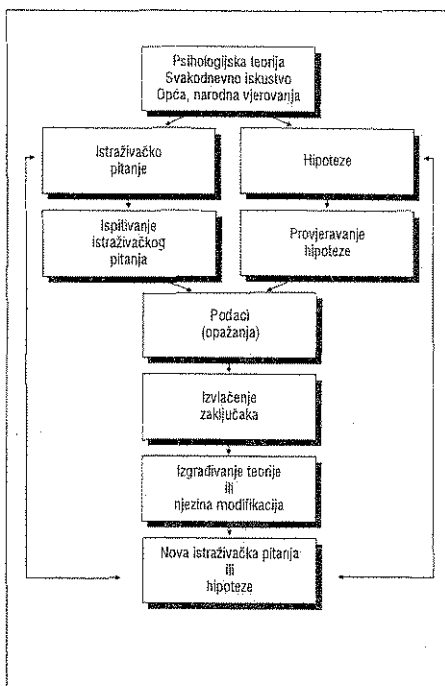 Psihologijska teorija
Svakodnevno iskustvo
Opća, narodna vjerovanja
Istraživačko
pitanje
Hipoteze
Ispitivanje
istraživačkog
pitanja
Provjeravanje
hipoteze
Podaci
(opažanja)
Izvlačenje
zaključaka
Izgrađivanje teorije
ili
njezina modifikacija
Nova istraživačka pitanja
ili
hipoteze